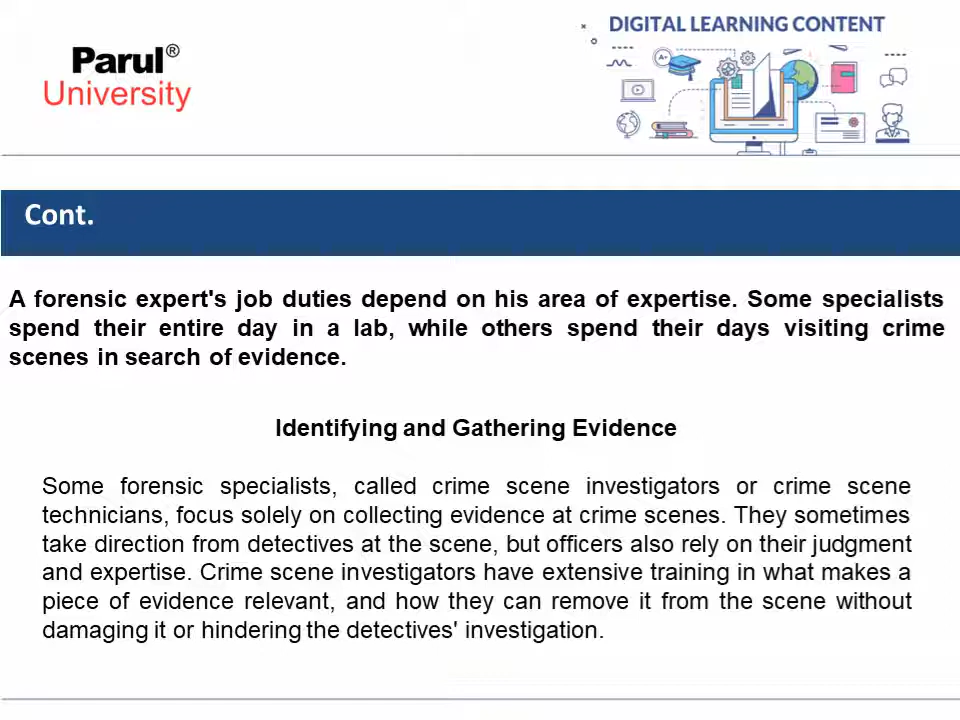 DIGITAL LEARNING CONTENT
Parul®
University
A+
Cont.
A forensic expert's job duties depend on his area of expertise. Some specialists
spend their entire day in a lab, while others spend their days visiting crime
scenes in search of evidence.
Identifying and Gathering Evidence
Some forensic specialists, called crime scene investigators or crime scene
technicians, focus solely on collecting evidence at crime scenes. They sometimes
take direction from detectives at the scene, but officers also rely on their judgment
and expertise. Crime scene investigators have extensive training in what makes a
piece of evidence relevant, and how they can remove it from the scene without
damaging it or hindering the detectives' investigation.